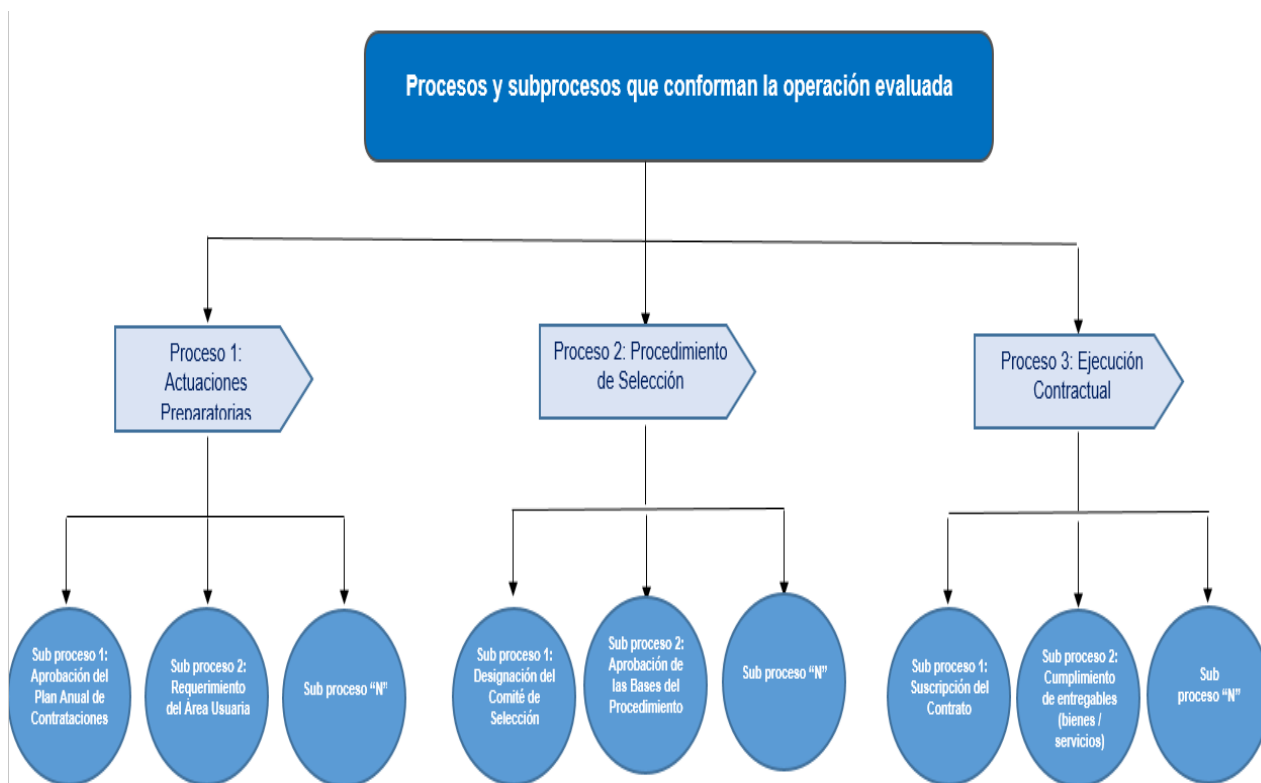 Procesos y subprocesos que conforman la operación evaluada
Proceso 1:
Actuaciones
Preparatorias
Proceso 2: Procedimiento
de Selección
Proceso 3: Ejecución
Contractual
Sub proceso 1:
Aprobación del
Plan Anual de
Contrataciones
Sub proceso 2:
Requerimiento
del Área Usuaria
Sub proceso “N”
Sub proceso 1:
Designación del
Comité de
Selección
Sub proceso 2:
Aprobación de
las Bases del
Procedimiento
Sub proceso “N”
Sub proceso 1:
Suscripción del
Contrato
Sub proceso 2:
Cumplimiento
de entregables
(bienes /
servicios)
Sub
proceso “N”